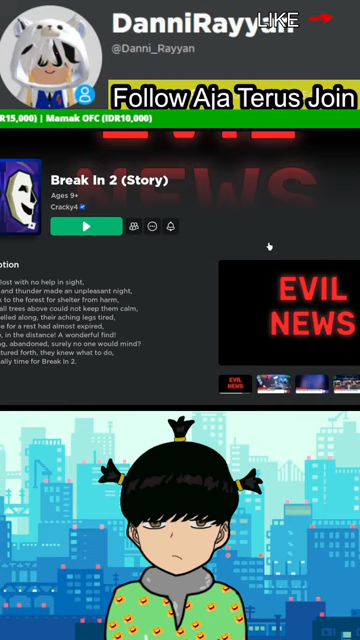 DanniRayyan
LIKE
@Danni_Rayyan
Follow Aja Terus Join
R15,000) | Mamak OFC (IDR10,000)
EVIL
NEWS
Break In 2 (Story)
Ages 9+
Cracky4
ption
lost with no help in sight,
and thunder made an unpleasant night,
to the forest for shelter from harm,
all trees above could not keep them calm,
elled along, their aching legs tired,
e for a rest had almost expired,
, in the distance! A wonderful find!
g, abandoned, surely no one would mind?
tured forth, they knew what to do,
ally time for Break In 2.
EVIL
NEWS
EVIL
NEWS